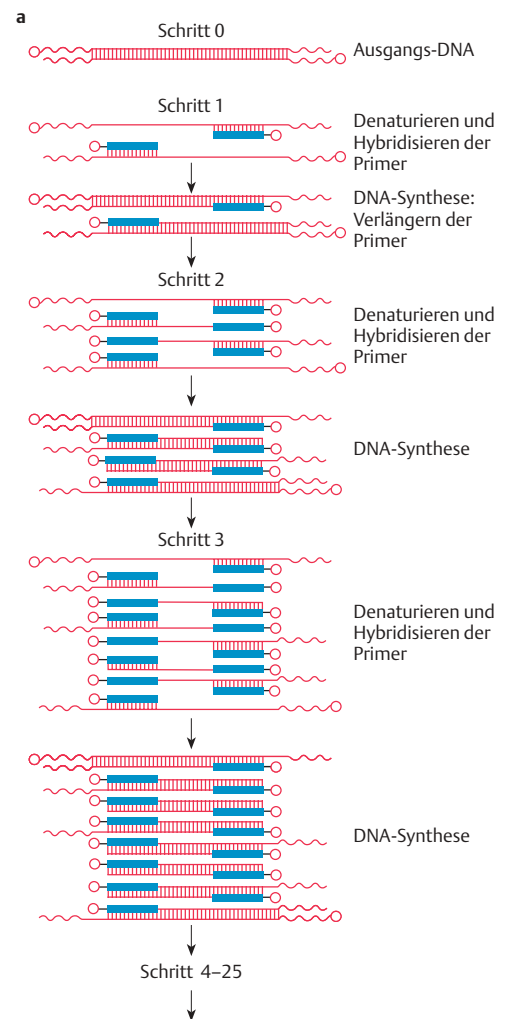 a
Schritt 0
Ausgangs-DNA
Schritt 1
Denaturieren und
Hybridisieren der
Primer
DNA-Synthese:
Verlängern der
Primer
Schritt 2
Denaturieren und
Hybridisieren der
Primer
DNA-Synthese
Schritt 3
Denaturieren und
Hybridisieren der
Primer
DNA-Synthese
Schritt 4–25